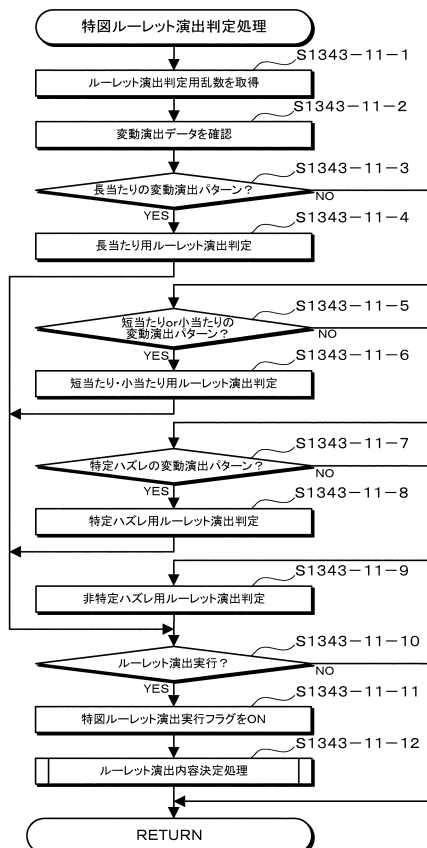 特図ルーレット演出判定処理
S1343-11-1
ルーレット演出判定用乱数を取得
S1343-11-2
変動演出データを確認
S1343-11-3
長当たりの変動演出パターン?
NO
YES
S1343-11-4
長当たり用ルーレット演出判定
S1343-11-5
短当たりor小当たりの
変動演出パターン?
NO
YES
S1343-11-6
短当たり・小当たり用ルーレット演出判定
S1343-11-7
特定ハズレの変動演出パターン?
NO
YES
S1343-11-8
特定ハズレ用ルーレット演出判定
S1343-11-9
非特定ハズレ用ルーレット演出判定
S1343-11-10
ルーレット演出実行?
NO
YES
S1343-11-11
特図ルーレット演出実行フラグをON
S1343-11-12
ルーレット演出内容決定処理
RETURN